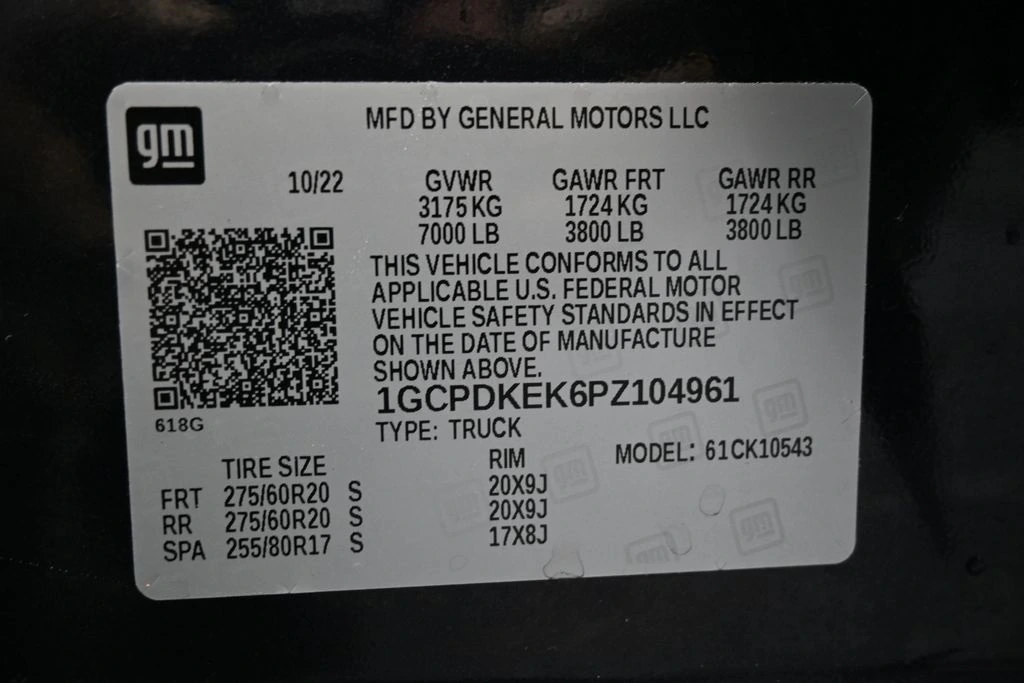 gm
MFD BY GENERAL MOTORS LLC
10/22 GVWR GAWR FRT GAWR RR
3175 KG 1724 KG 1724 KG
7000 LB 3800 LB 3800 LB
THIS VEHICLE CONFORMS TO ALL
APPLICABLE U.S. FEDERAL MOTOR
VEHICLE SAFETY STANDARDS IN EFFECT
ON THE DATE OF MANUFACTURE
SHOWN ABOVE.
1GCPDKEK6PZ104961
618G
TYPE: TRUCK
MODEL: 61CK10543
TIRE SIZE RIM
FRT 275/60R20 S 20X9J
RR 275/60R20 S 20X9J
SPA 255/80R17 S 17X8J